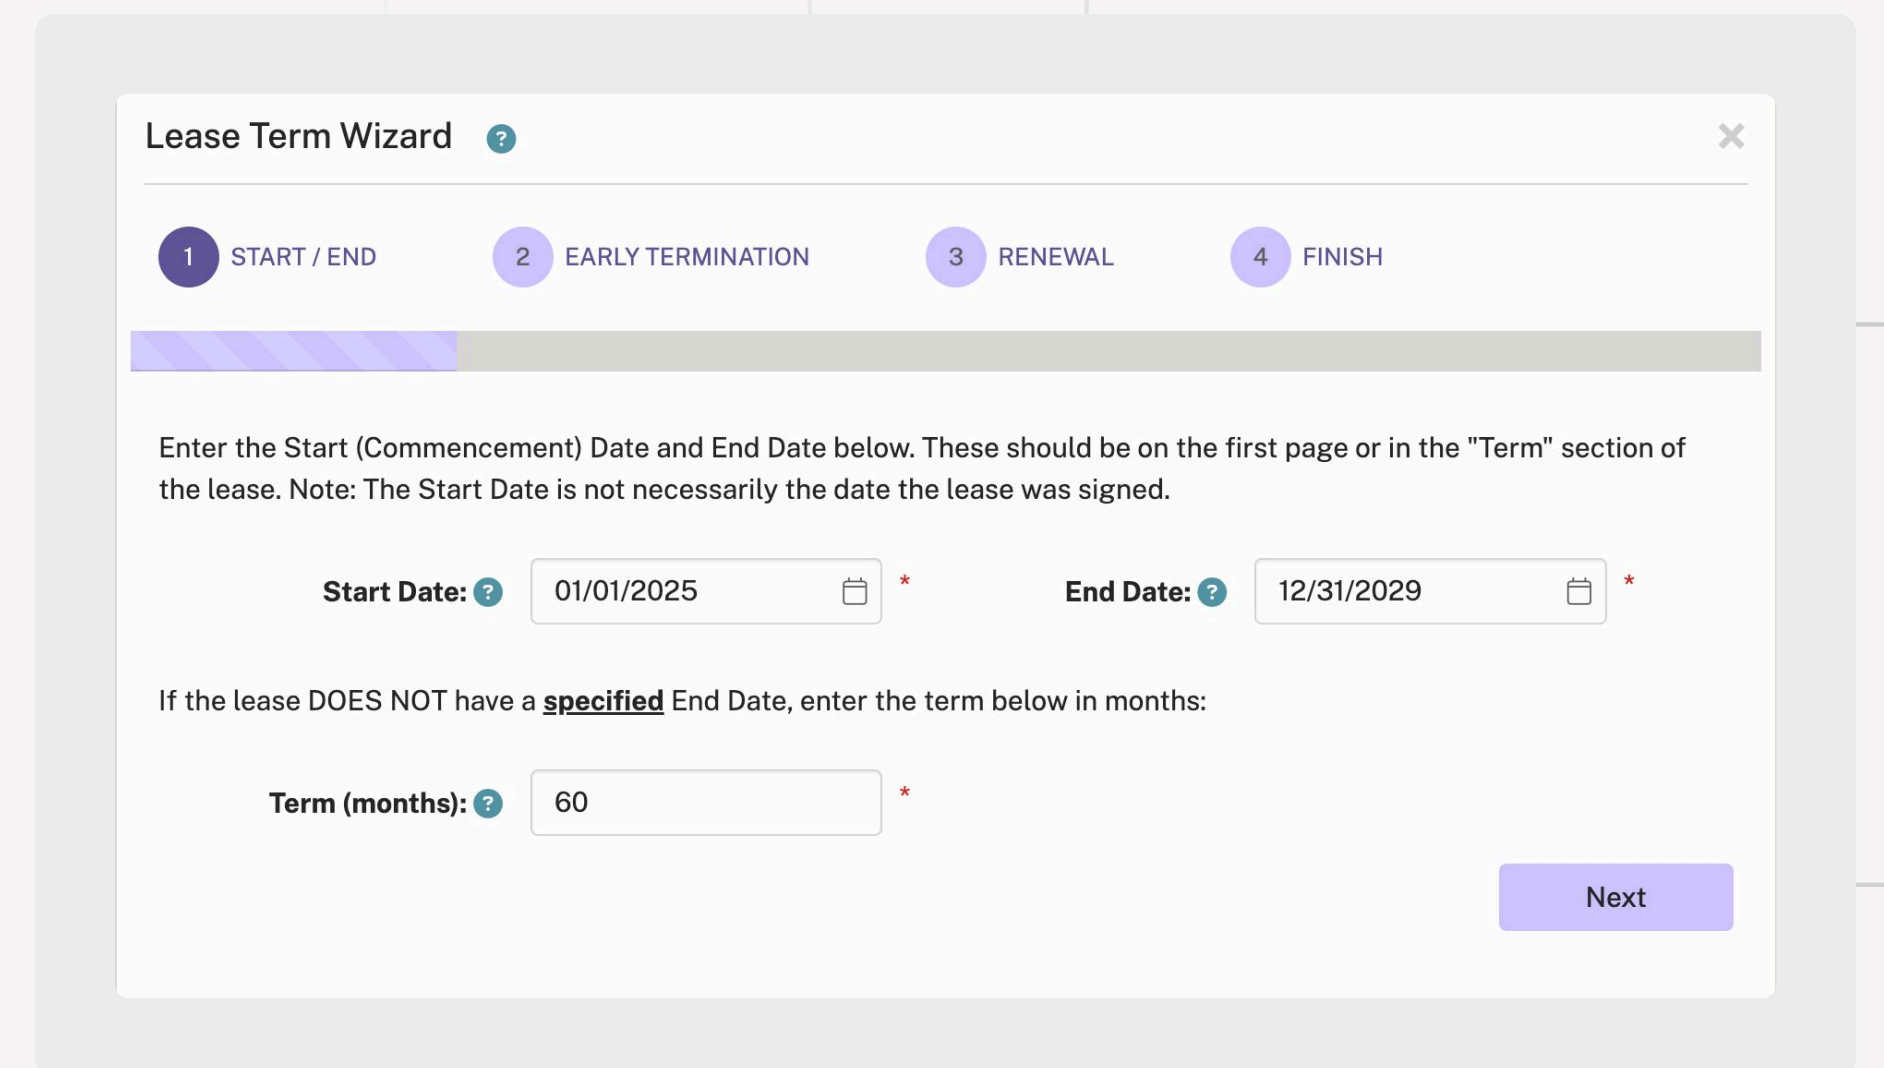 Lease Term Wizard ?
1 START / END 2 EARLY TERMINATION 3 RENEWAL 4 FINISH
Enter the Start (Commencement) Date and End Date below. These should be on the first page or in the "Term" section of
the lease. Note: The Start Date is not necessarily the date the lease was signed.
Start Date: ? 01/01/2025 * End Date: ? 12/31/2029 *
If the lease DOES NOT have a specified End Date, enter the term below in months:
Term (months): ? 60 *
Next